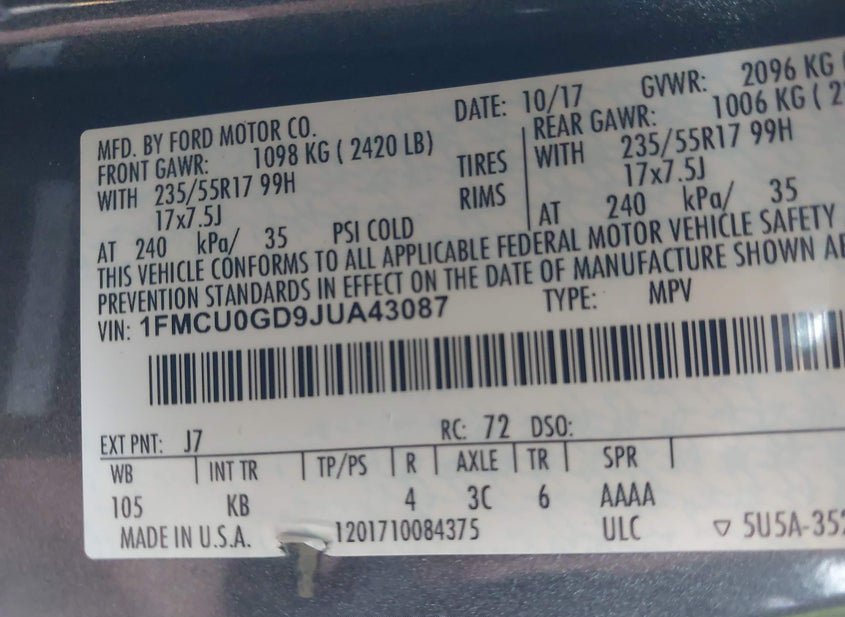 MFD. BY FORD MOTOR CO. DATE: 10/17 GVWR: 2096 KG
FRONT GAWR: 1098 KG ( 2420 LB) REAR GAWR: 1006 KG ( 2
WITH 235/55R17 99H TIRES WITH 235/55R17 99H
17x7.5J RIMS 17x7.5J
AT 240 kPa/ 35 PSI COLD AT 240 kPa/ 35
THIS VEHICLE CONFORMS TO ALL APPLICABLE FEDERAL MOTOR VEHICLE SAFETY
PREVENTION STANDARDS IN EFFECT ON THE DATE OF MANUFACTURE SHOWN
VIN: 1FMCU0GD9JUA43087 TYPE: MPV
EXT PNT: J7 RC: 72 DSO:
WB INT TR TP/PS R AXLE TR SPR
105 KB 4 3C 6 AAAA
MADE IN U.S.A. 1201710084375 ULC ▽ 5U5A-35